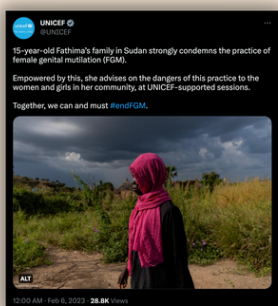 UNICEF
@UNICEF
15-year-old Fathima's family in Sudan strongly condemns the practice of
female genital mutilation (FGM).
Empowered by this, she advises on the dangers of this practice to the
women and girls in her community, at UNICEF-supported sessions.
Together, we can and must #endFGM.
ALT
12:00 AM · Feb 6, 2023 · 28.8K Views